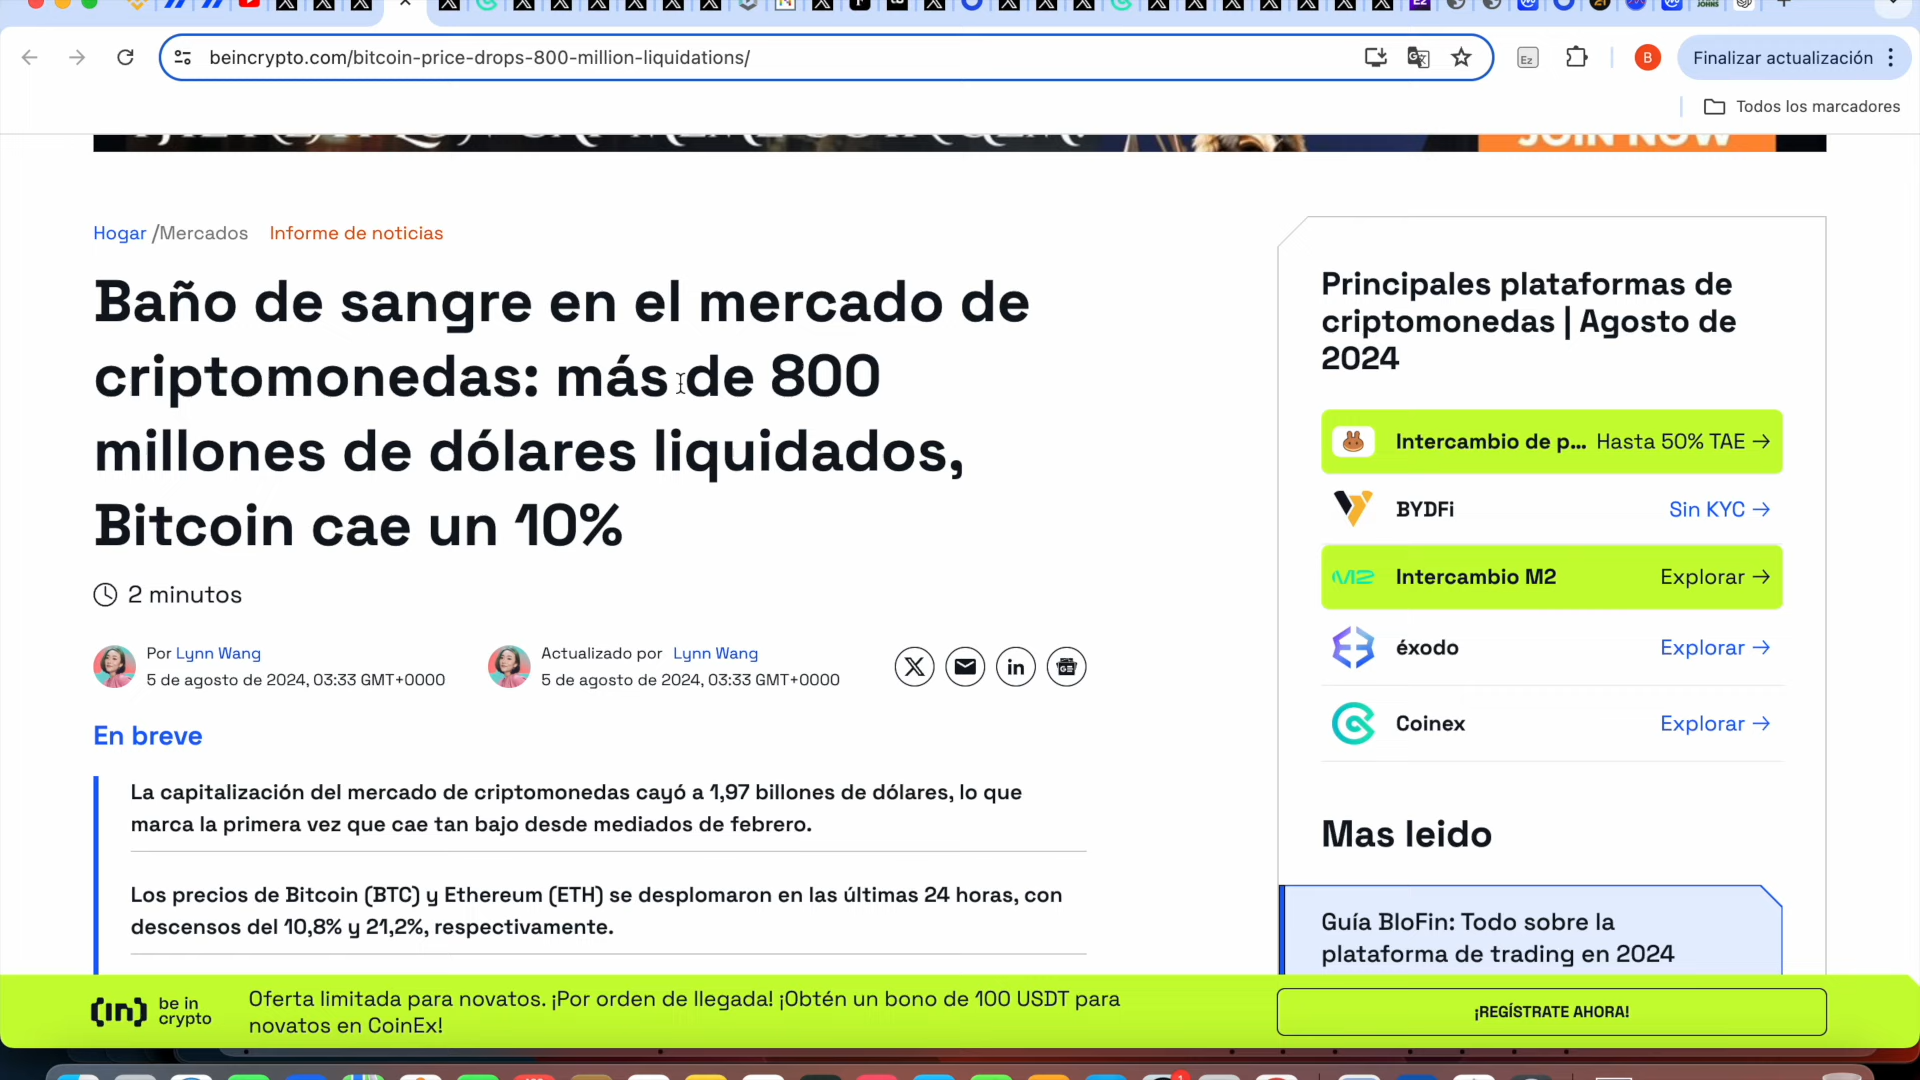 beincrypto.com/bitcoin-price-drops-800-million-liquidations/
Ez
B
Finalizar actualización
Todos los marcadores
JOIN NOW
Hogar /Mercados Informe de noticias
Baño de sangre en el mercado de
criptomonedas: más de 800
millones de dólares liquidados,
Bitcoin cae un 10%
2 minutos
Por Lynn Wang
5 de agosto de 2024, 03:33 GMT+0000
Actualizado por Lynn Wang
5 de agosto de 2024, 03:33 GMT+0000
En breve
La capitalización del mercado de criptomonedas cayó a 1,97 billones de dólares, lo que
marca la primera vez que cae tan bajo desde mediados de febrero.
Los precios de Bitcoin (BTC) y Ethereum (ETH) se desplomaron en las últimas 24 horas, con
descensos del 10,8% y 21,2%, respectivamente.
Principales plataformas de
criptomonedas | Agosto de
2024
Intercambio de p... Hasta 50% TAE →
BYDFi Sin KYC →
M2 Intercambio M2 Explorar →
éxodo Explorar →
Coinex Explorar →
Mas leido
Guía BloFin: Todo sobre la
plataforma de trading en 2024
be in
crypto
Oferta limitada para novatos. ¡Por orden de llegada! ¡Obtén un bono de 100 USDT para
novatos en CoinEx!
¡REGÍSTRATE AHORA!